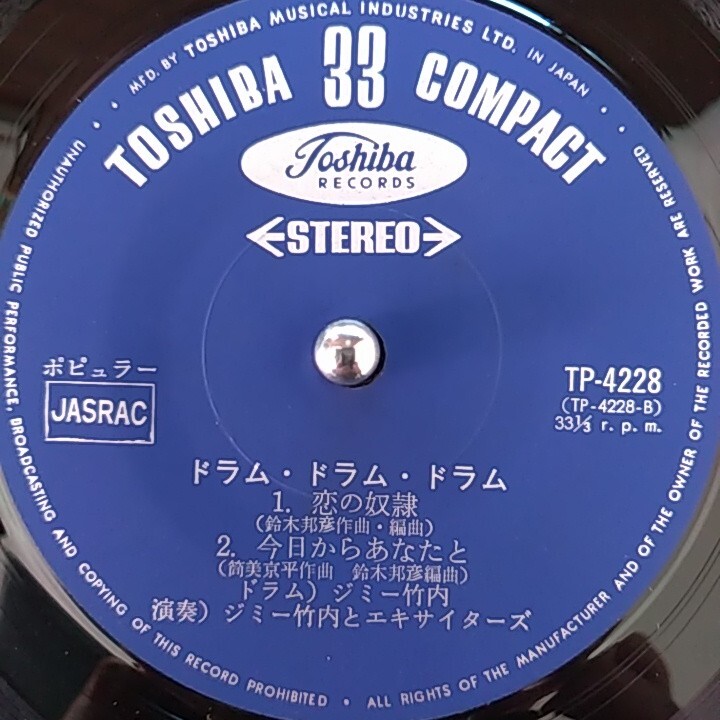 • MFD. BY TOSHIBA MUSICAL INDUSTRIES LTD. IN JAPAN •
TOSHIBA 33 COMPACT
Toshiba
RECORDS
STEREO
ポピュラー
JASRAC
TP-4228
(TP-4228-B)
33⅓ r. p. m.
ドラム・ドラム・ドラム
1. 恋の奴隷
(鈴木邦彦作曲・編曲)
2. 今日からあなたと
(筒美京平作曲 鈴木邦彦編曲)
ドラム) ジミー竹内
演奏) ジミー竹内とエキサイターズ
UNAUTHORIZED PUBLIC PERFORMANCE, BROADCASTING AND COPYING OF THIS RECORD PROHIBITED • ALL RIGHTS OF THE MANUFACTURER AND OF THE OWNER OF THE RECORDED WORK ARE RESERVED